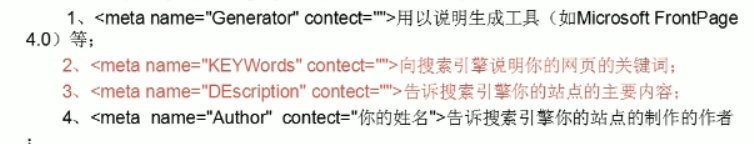 1、<meta name="Generator" contect="">用以说明生成工具（如Microsoft FrontPage
4.0）等；
2、<meta name="KEYWords" contect="">向搜索引擎说明你的网页的关键词；
3、<meta name="DEscription" contect="">告诉搜索引擎你的站点的主要内容；
4、<meta name="Author" contect="你的姓名">告诉搜索引擎你的站点的制作的作者
；